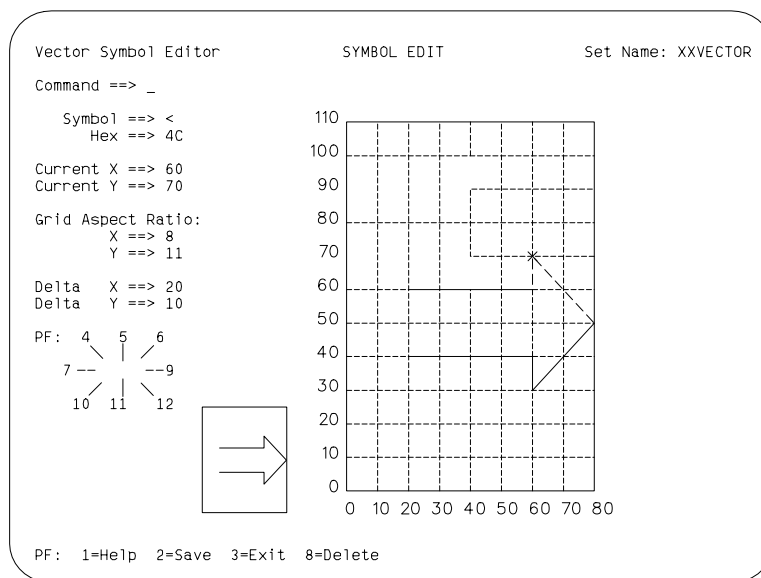 Vector Symbol Editor SYMBOL EDIT Set Name: XXVECTOR
Command ==> _
Symbol ==> <
Hex ==> 4C
Current X ==> 60
Current Y ==> 70
Grid Aspect Ratio:
X ==> 8
Y ==> 11
Delta X ==> 20
Delta Y ==> 10
PF: 4 5 6
7 -- --9
10 11 12
110
100
90
80
70
60
50
40
30
20
10
0
0 10 20 30 40 50 60 70 80
PF: 1=Help 2=Save 3=Exit 8=Delete